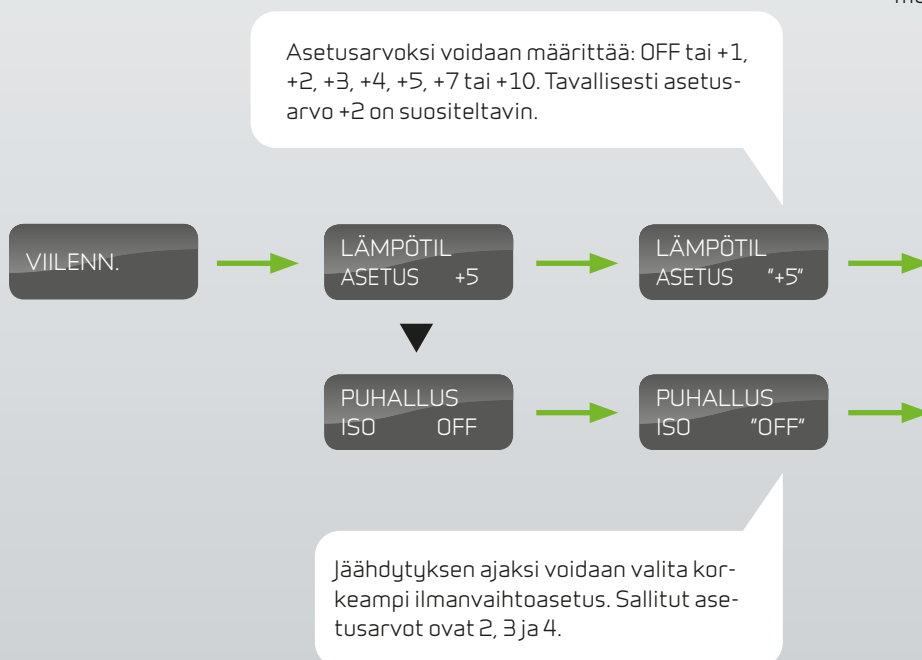 Asetusarvoksi voidaan määrittää: OFF tai +1,
+2, +3, +4, +5, +7 tai +10. Tavallisesti asetus-
arvo +2 on suositeltavin.
VIILENN.
LÄMPÖTIL
ASETUS +5
LÄMPÖTIL
ASETUS "+5"
PUHALLUS
ISO OFF
PUHALLUS
ISO "OFF"
Jäähdytyksen ajaksi voidaan valita kor-
keampi ilmanvaihtoasetus. Sallitut ase-
tusarvot ovat 2, 3 ja 4.